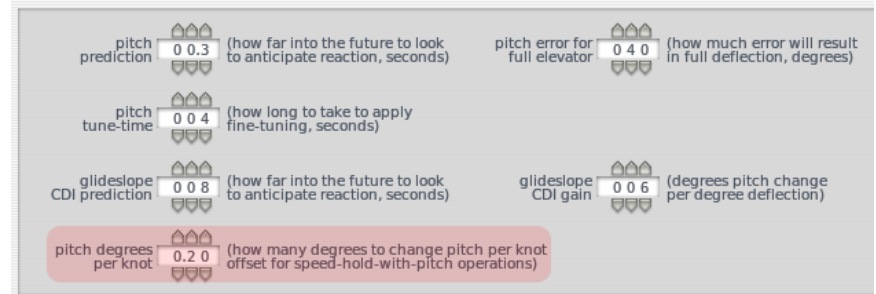 pitch prediction 0 0.3 (how far into the future to look to anticipate reaction, seconds)
pitch error for full elevator 0 4 0 (how much error will result in full deflection, degrees)
pitch tune-time 0 0 4 (how long to take to apply fine-tuning, seconds)
glideslope CDI prediction 0 0 8 (how far into the future to look to anticipate reaction, seconds)
glideslope CDI gain 0 0 6 (degrees pitch change per degree deflection)
pitch degrees per knot 0.2 0 (how many degrees to change pitch per knot offset for speed-hold-with-pitch operations)